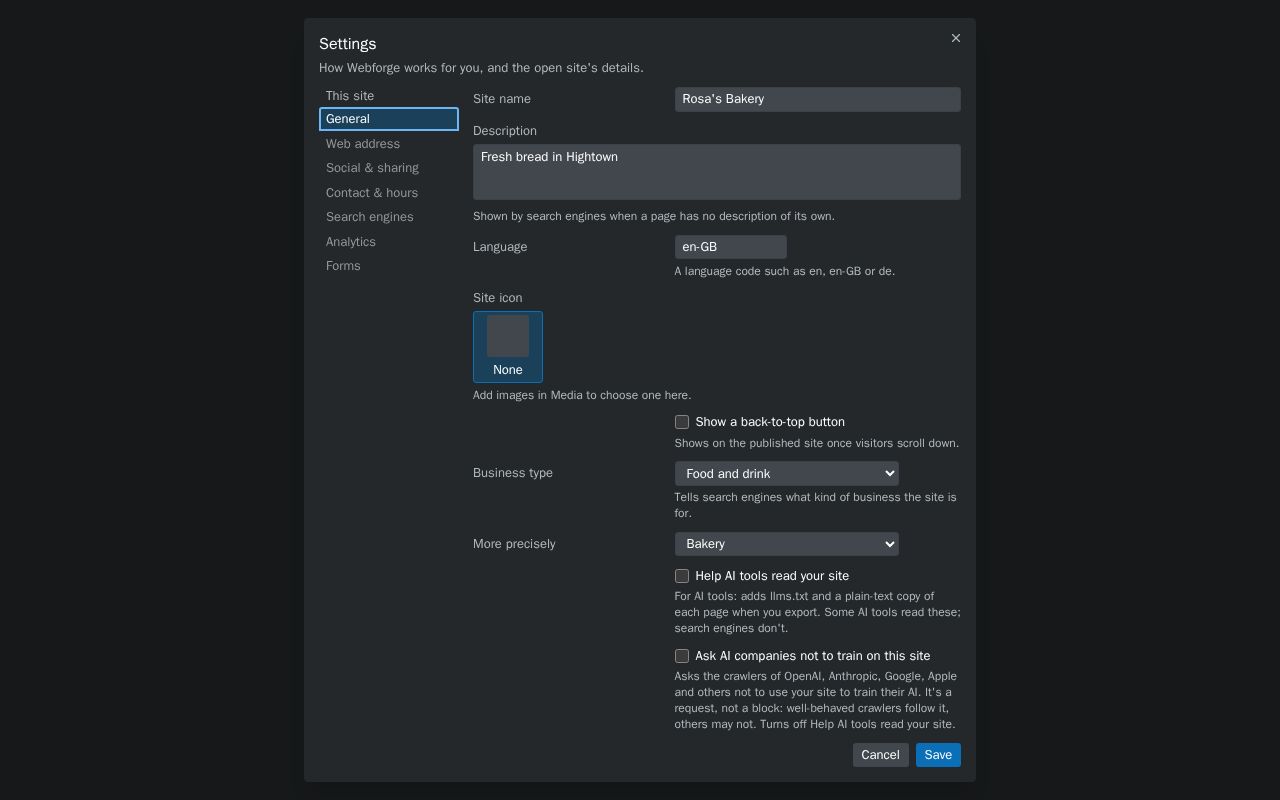 Settings
×
How Webforge works for you, and the open site's details.
This site
General
Web address
Social & sharing
Contact & hours
Search engines
Analytics
Forms
Site name
Rosa's Bakery
Description
Fresh bread in Hightown
Shown by search engines when a page has no description of its own.
Language
en-GB
A language code such as en, en-GB or de.
Site icon
None
Add images in Media to choose one here.
Show a back-to-top button
Shows on the published site once visitors scroll down.
Business type
Food and drink
Tells search engines what kind of business the site is
for.
More precisely
Bakery
Help AI tools read your site
For AI tools: adds llms.txt and a plain-text copy of
each page when you export. Some AI tools read these;
search engines don't.
Ask AI companies not to train on this site
Asks the crawlers of OpenAI, Anthropic, Google, Apple
and others not to use your site to train their AI. It's a
request, not a block: well-behaved crawlers follow it,
others may not. Turns off Help AI tools read your site.
Cancel
Save